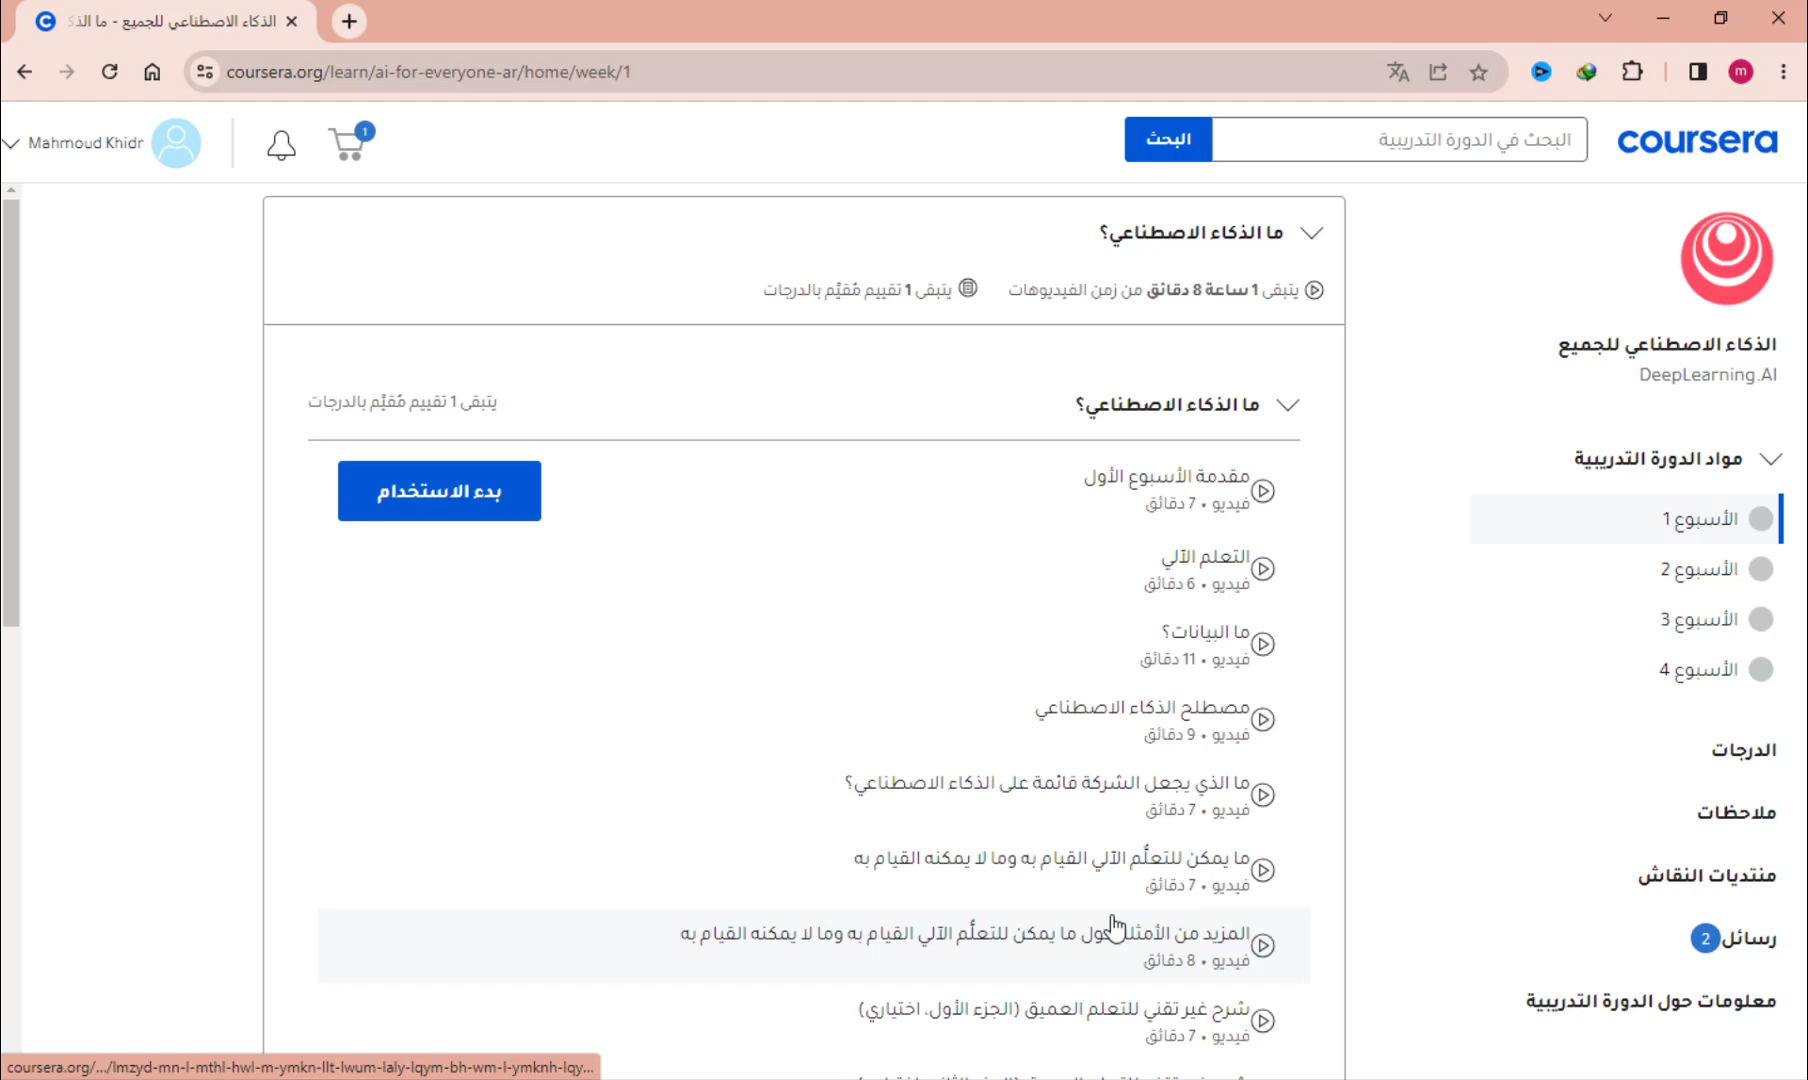 الذكاء الاصطناعي للجميع - ما الذ
coursera.org/learn/ai-for-everyone-ar/home/week/1
m
coursera
البحث في الدورة التدريبية
البحث
1
Mahmoud Khidr
الذكاء الاصطناعي للجميع
DeepLearning.AI
مواد الدورة التدريبية
الأسبوع 1
الأسبوع 2
الأسبوع 3
الأسبوع 4
الدرجات
ملاحظات
منتديات النقاش
رسائل 2
معلومات حول الدورة التدريبية
ما الذكاء الاصطناعي؟
يتبقى 1 ساعة 8 دقائق من زمن الفيديوهات
يتبقى 1 تقييم مُقيَّم بالدرجات
ما الذكاء الاصطناعي؟
يتبقى 1 تقييم مُقيَّم بالدرجات
مقدمة الأسبوع الأول
فيديو • 7 دقائق
بدء الاستخدام
التعلم الآلي
فيديو • 6 دقائق
ما البيانات؟
فيديو • 11 دقائق
مصطلح الذكاء الاصطناعي
فيديو • 9 دقائق
ما الذي يجعل الشركة قائمة على الذكاء الاصطناعي؟
فيديو • 7 دقائق
ما يمكن للتعلُّم الآلي القيام به وما لا يمكنه القيام به
فيديو • 7 دقائق
المزيد من الأمثلة حول ما يمكن للتعلُّم الآلي القيام به وما لا يمكنه القيام به
فيديو • 8 دقائق
شرح غير تقني للتعلم العميق (الجزء الأول، اختياري)
فيديو • 7 دقائق
coursera.org/.../lmzyd-mn-l-mthl-hwl-m-ymkn-llt-lwum-laly-lqym-bh-wm-l-ymknh-lqy...